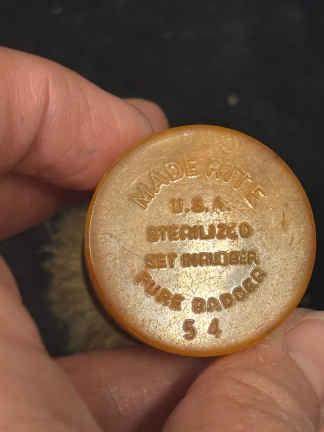 MADE RITE
U.S.A.
STERILIZED
SET IN RUBBER
PURE BADGER
54